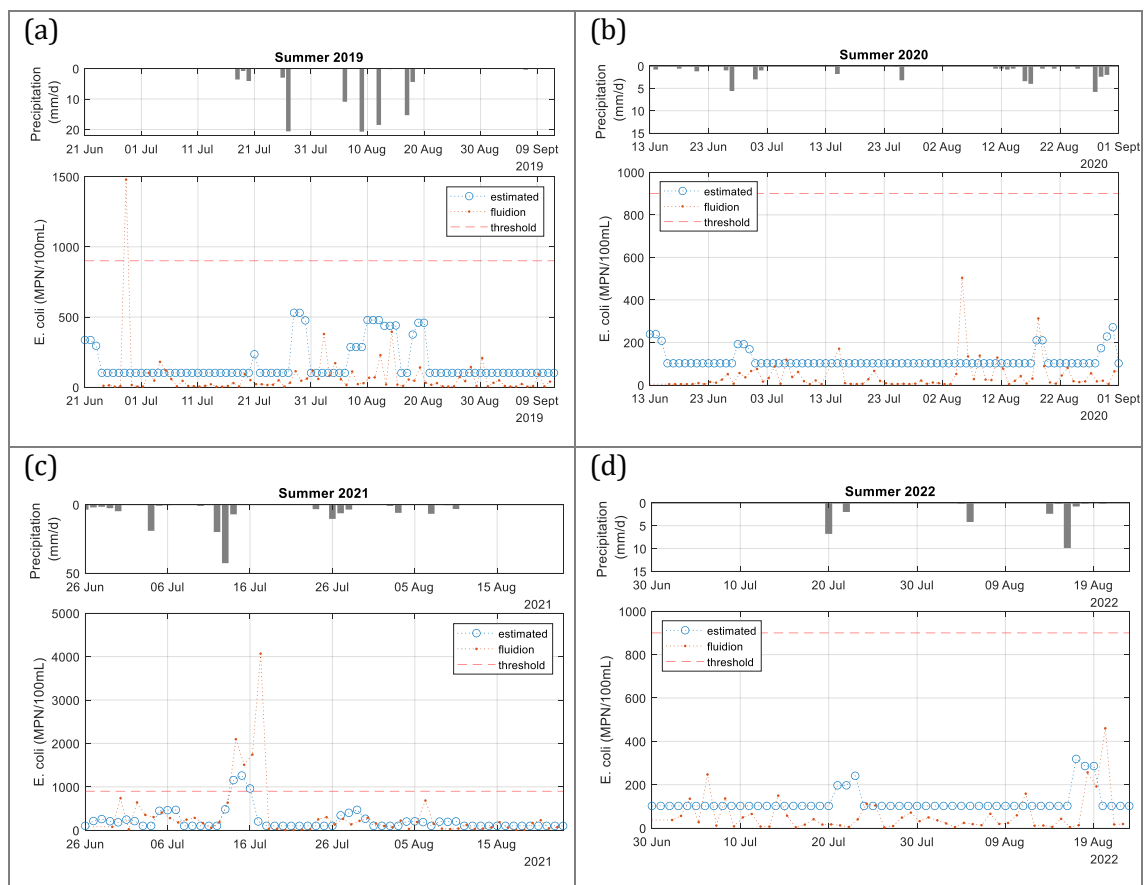 (a)
Summer 2019
Precipitation
(mm/d)
0
10
20
21 Jun 01 Jul 11 Jul 21 Jul 31 Jul 10 Aug 20 Aug 30 Aug 09 Sept
2019
E. coli (MPN/100mL)
1500
1000
500
0
estimated
fluidion
threshold
21 Jun 01 Jul 11 Jul 21 Jul 31 Jul 10 Aug 20 Aug 30 Aug 09 Sept
2019
(b)
Summer 2020
Precipitation
(mm/d)
0
5
10
15
13 Jun 23 Jun 03 Jul 13 Jul 23 Jul 02 Aug 12 Aug 22 Aug 01 Sept
2020
E. coli (MPN/100mL)
1000
800
600
400
200
0
estimated
fluidion
threshold
13 Jun 23 Jun 03 Jul 13 Jul 23 Jul 02 Aug 12 Aug 22 Aug 01 Sept
2020
(c)
Summer 2021
Precipitation
(mm/d)
0
50
26 Jun 06 Jul 16 Jul 26 Jul 05 Aug 15 Aug
2021
E. coli (MPN/100mL)
5000
4000
3000
2000
1000
0
estimated
fluidion
threshold
26 Jun 06 Jul 16 Jul 26 Jul 05 Aug 15 Aug
2021
(d)
Summer 2022
Precipitation
(mm/d)
0
5
10
15
30 Jun 10 Jul 20 Jul 30 Jul 09 Aug 19 Aug
2022
E. coli (MPN/100mL)
1000
800
600
400
200
0
estimated
fluidion
threshold
30 Jun 10 Jul 20 Jul 30 Jul 09 Aug 19 Aug
2022